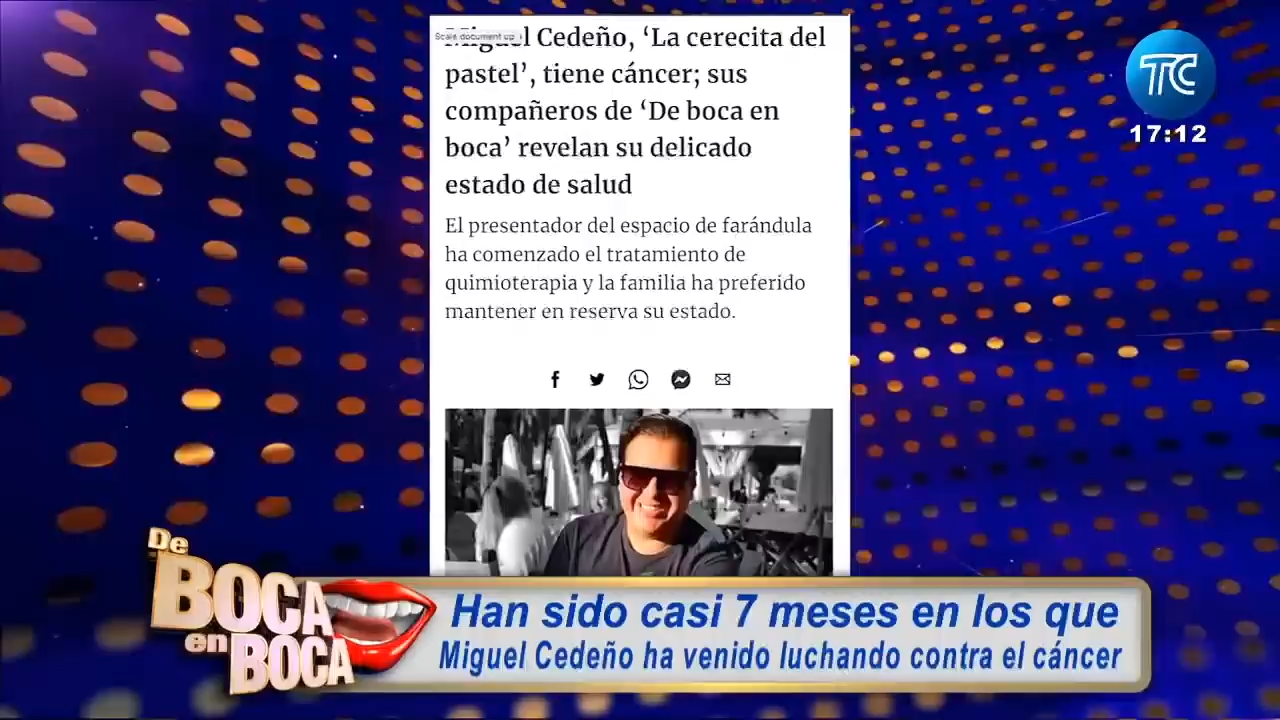 Scale document up
Miguel Cedeño, ‘La cerecita del
pastel’, tiene cáncer; sus
compañeros de ‘De boca en
boca’ revelan su delicado
estado de salud
El presentador del espacio de farándula
ha comenzado el tratamiento de
quimioterapia y la familia ha preferido
mantener en reserva su estado.
TC
17:12
De
BOCA
en BOCA
Han sido casi 7 meses en los que
Miguel Cedeño ha venido luchando contra el cáncer